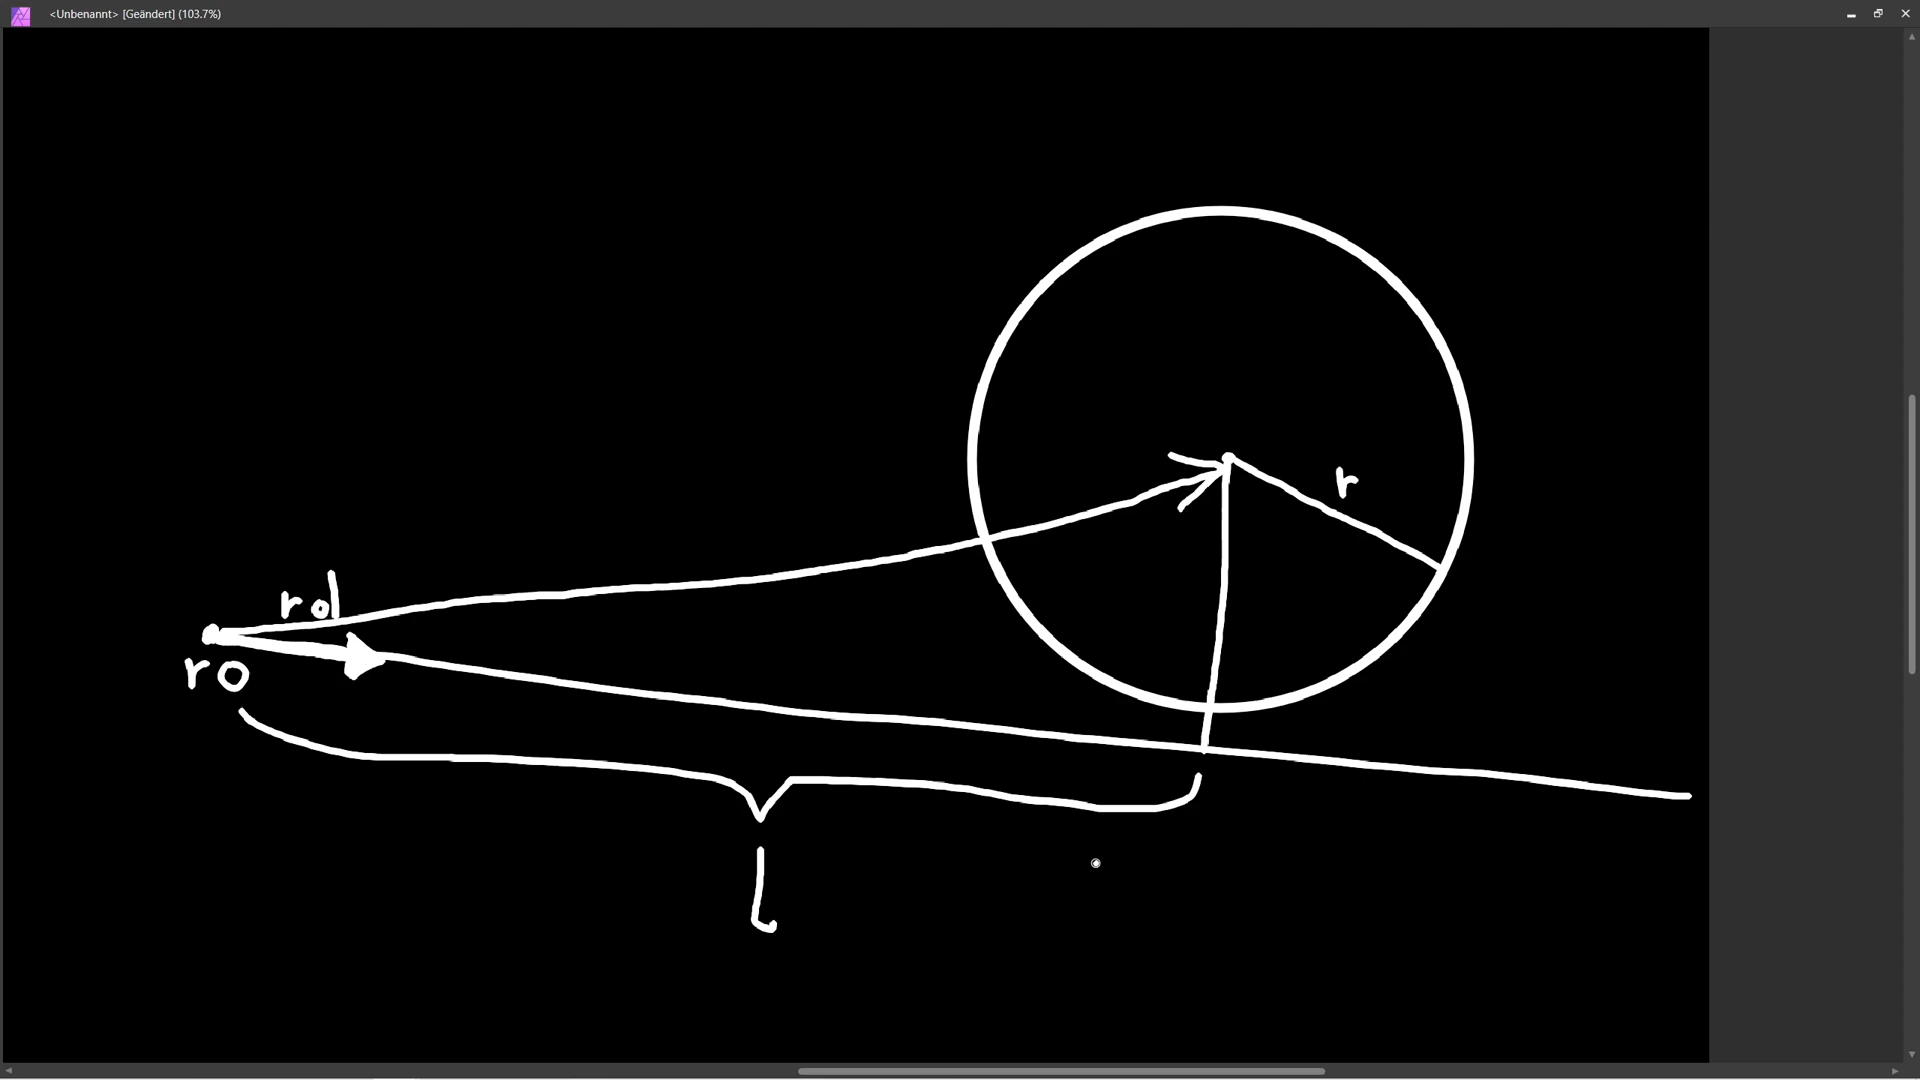 <Unbenannt> [Geändert] (103.7%)
r
rd
ro
l